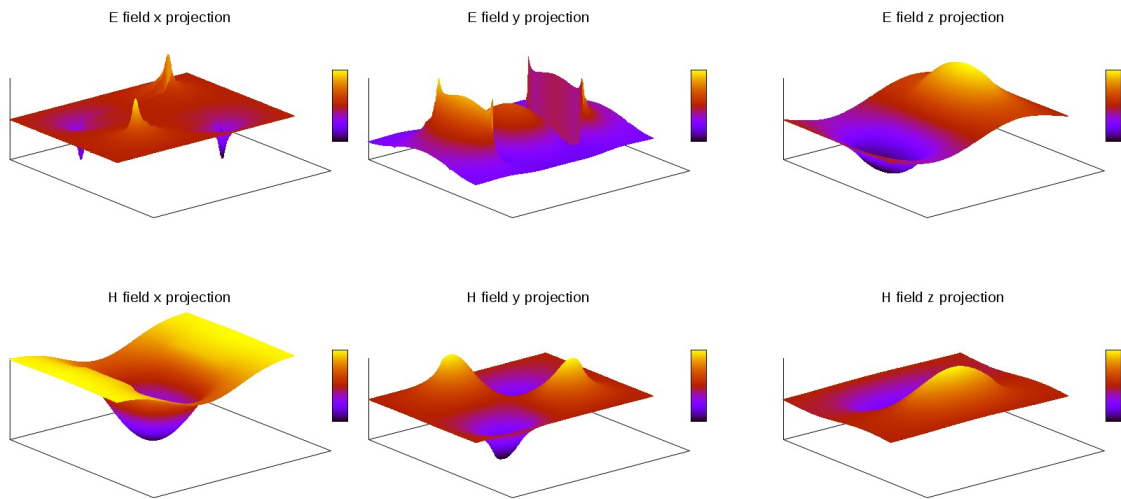 E field x projection
E field y projection
E field z projection
H field x projection
H field y projection
H field z projection